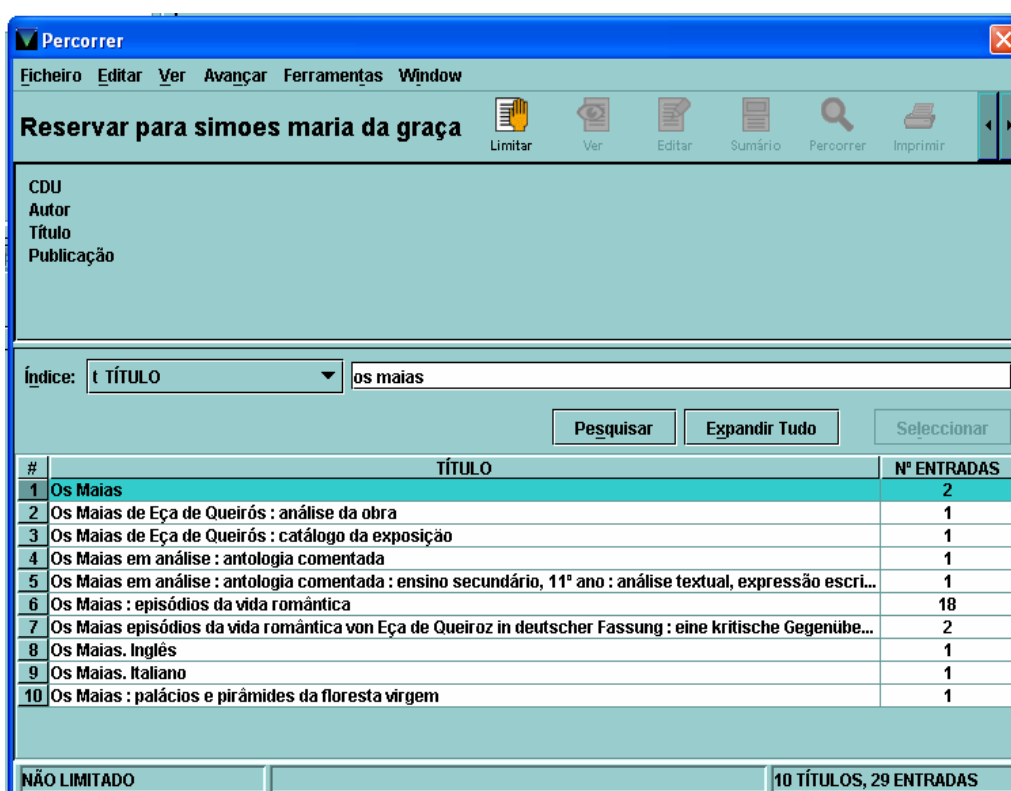 Percorrer
Ficheiro Editar Ver Avançar Ferramentas Window
Reservar para simoes maria da graça
Limitar Ver Editar Sumário Percorrer Imprimir
CDU
Autor
Título
Publicação
Índice: t TÍTULO os maias
Pesquisar Expandir Tudo Seleccionar
# TÍTULO Nº ENTRADAS
1 Os Maias 2
2 Os Maias de Eça de Queirós : análise da obra 1
3 Os Maias de Eça de Queirós : catálogo da exposição 1
4 Os Maias em análise : antologia comentada 1
5 Os Maias em análise : antologia comentada : ensino secundário, 11º ano : análise textual, expressão escri... 1
6 Os Maias : episódios da vida romântica 18
7 Os Maias episódios da vida romântica von Eça de Queiroz in deutscher Fassung : eine kritische Gegenübe... 2
8 Os Maias. Inglês 1
9 Os Maias. Italiano 1
10 Os Maias : palácios e pirâmides da floresta virgem 1
NÃO LIMITADO 10 TÍTULOS, 29 ENTRADAS